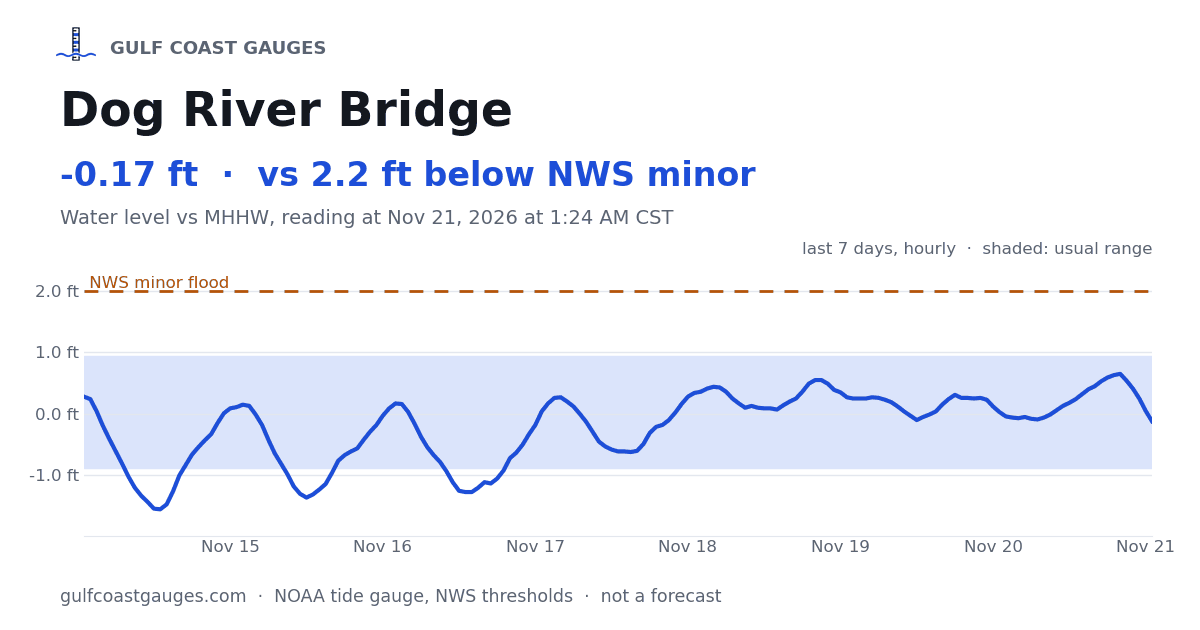 GULF COAST GAUGES
Dog River Bridge
-0.17 ft · vs 2.2 ft below NWS minor
Water level vs MHHW, reading at Nov 21, 2026 at 1:24 AM CST
last 7 days, hourly · shaded: usual range
NWS minor flood
2.0 ft
1.0 ft
0.0 ft
-1.0 ft
Nov 15 Nov 16 Nov 17 Nov 18 Nov 19 Nov 20 Nov 21
gulfcoastgauges.com · NOAA tide gauge, NWS thresholds · not a forecast